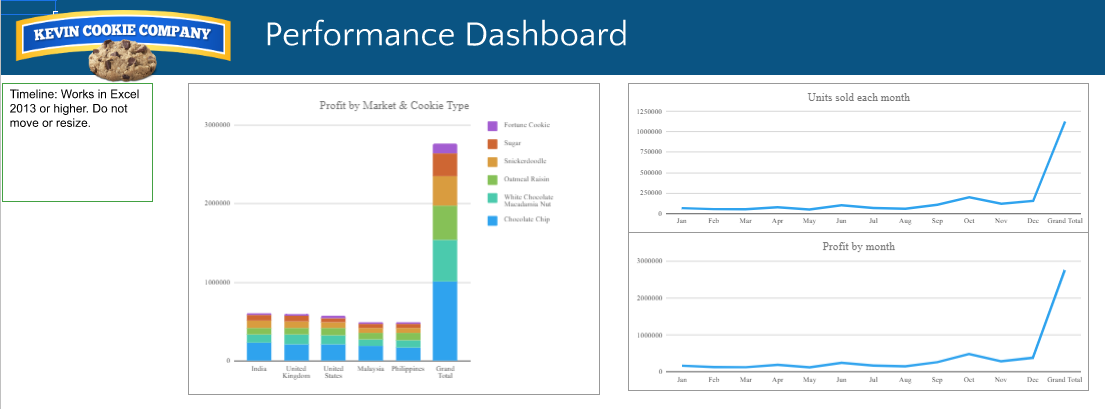 KEVIN COOKIE COMPANY
Performance Dashboard
Timeline: Works in Excel
2013 or higher. Do not
move or resize.
Profit by Market & Cookie Type
3000000
2000000
1000000
0
India
United
Kingdom
United
States
Malaysia
Philippines
Grand
Total
Fortune Cookie
Sugar
Snickerdoodle
Oatmeal Raisin
White Chocolate
Macadamia Nut
Chocolate Chip
Units sold each month
1250000
1000000
750000
500000
250000
0
Jan Feb Mar Apr May Jun Jul Aug Sep Oct Nov Dec Grand Total
Profit by month
3000000
2000000
1000000
0
Jan Feb Mar Apr May Jun Jul Aug Sep Oct Nov Dec Grand Total